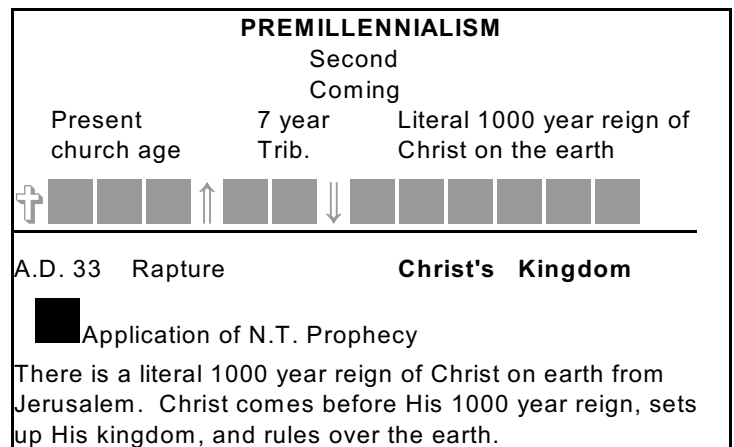 PREMILLENNIALISM
Second
Coming
Present 7 year Literal 1000 year reign of
church age Trib. Christ on the earth
A.D. 33 Rapture Christ's Kingdom
Application of N.T. Prophecy
There is a literal 1000 year reign of Christ on earth from
Jerusalem. Christ comes before His 1000 year reign, sets
up His kingdom, and rules over the earth.